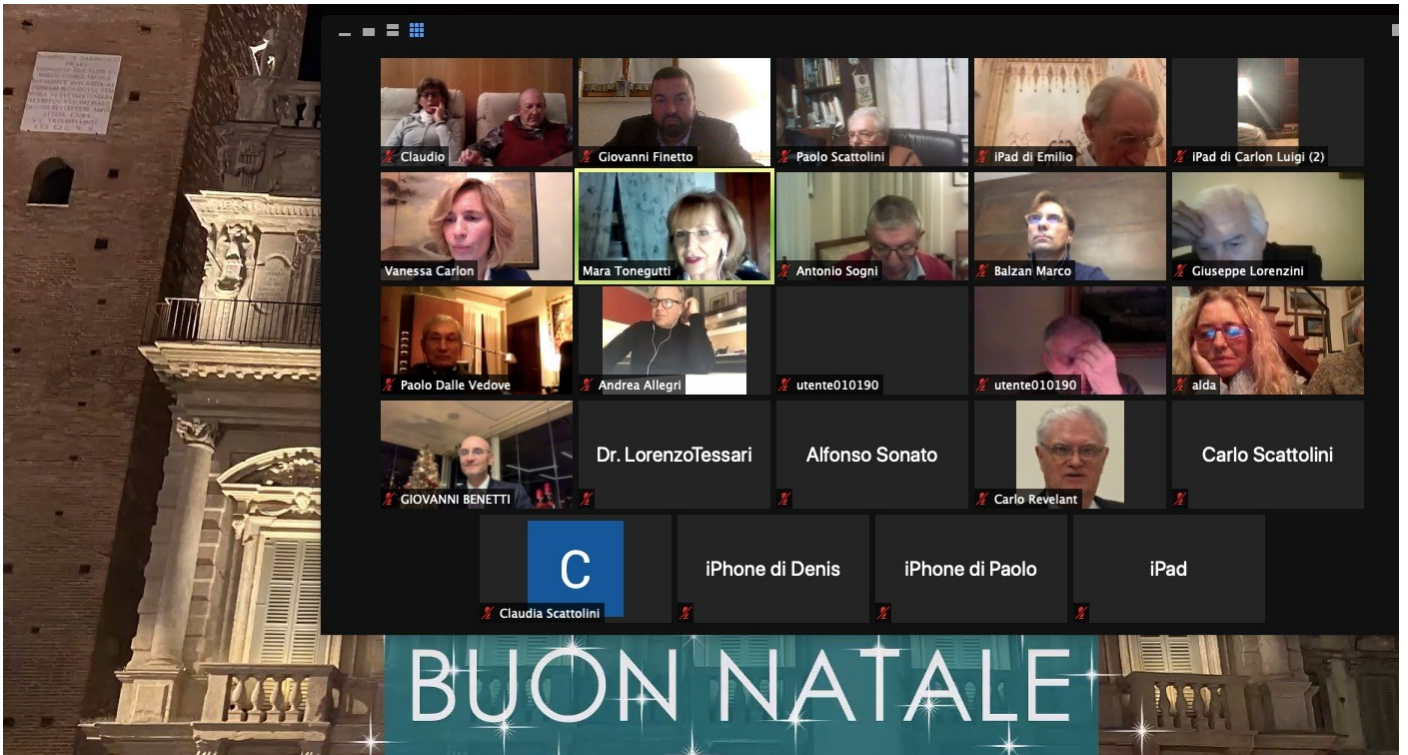 Claudio
Giovanni Finetto
Paolo Scattolini
iPad di Emilio
iPad di Carlon Luigi (2)
Vanessa Carlon
Mara Tonegutti
Antonio Sogni
Balzan Marco
Giuseppe Lorenzini
Paolo Dalle Vedove
Andrea Allegri
utente010190
utente010190
alda
GIOVANNI BENETTI
Dr. LorenzoTessari
Alfonso Sonato
Carlo Revelant
Carlo Scattolini
C
Claudia Scattolini
iPhone di Denis
iPhone di Paolo
iPad
BUON NATALE